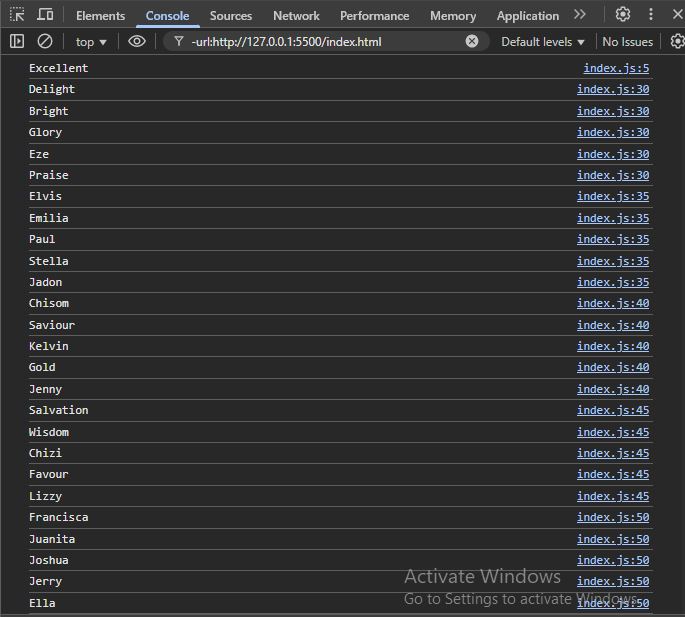 Elements Console Sources Network Performance Memory Application
top -url:http://127.0.0.1:5500/index.html Default levels No Issues
Excellent index.js:5
Delight index.js:30
Bright index.js:30
Glory index.js:30
Eze index.js:30
Praise index.js:30
Elvis index.js:35
Emilia index.js:35
Paul index.js:35
Stella index.js:35
Jadon index.js:35
Chisom index.js:40
Saviour index.js:40
Kelvin index.js:40
Gold index.js:40
Jenny index.js:40
Salvation index.js:45
Wisdom index.js:45
Chizi index.js:45
Favour index.js:45
Lizzy index.js:45
Francisca index.js:50
Juanita index.js:50
Joshua index.js:50
Jerry index.js:50
Ella index.js:50
Activate Windows
Go to Settings to activate Windows.